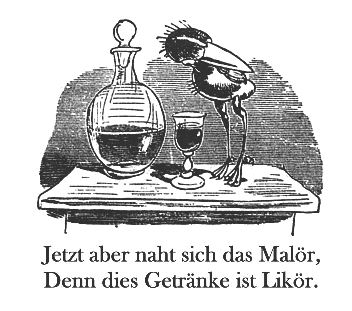 Jetzt aber naht sich das Malör,
Denn dies Getränke ist Likör.